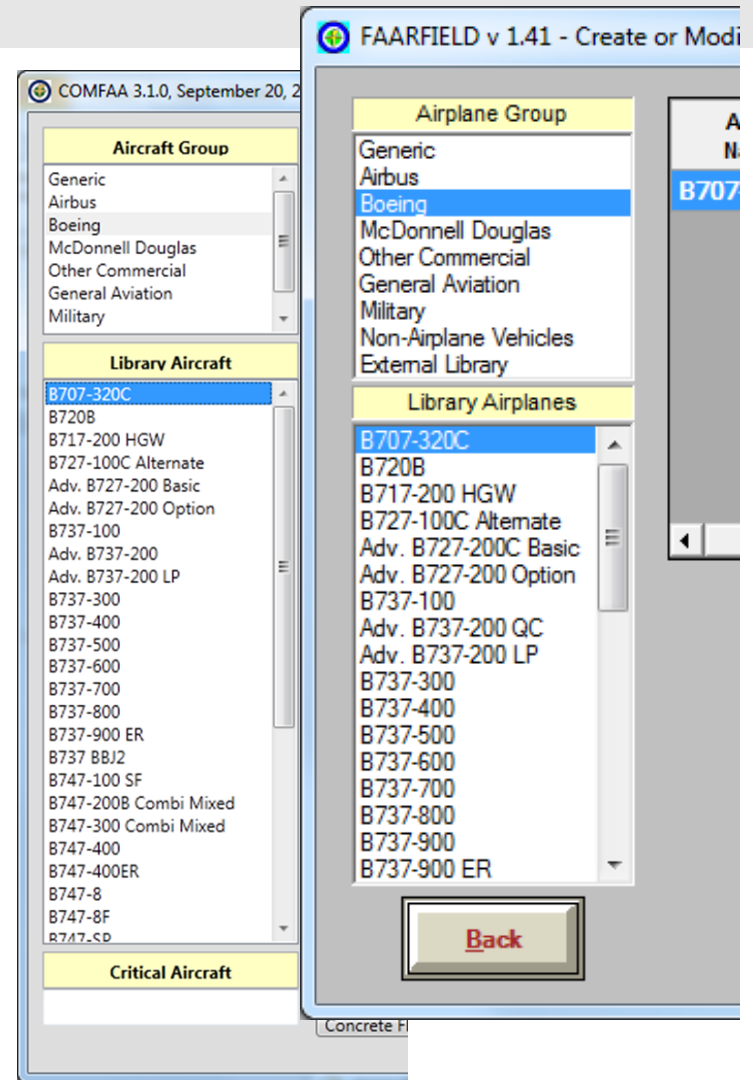 COMFAA 3.1.0, September 20, 2
Aircraft Group
Generic
Airbus
Boeing
McDonnell Douglas
Other Commercial
General Aviation
Military
Library Aircraft
B707-320C
B720B
B717-200 HGW
B727-100C Alternate
Adv. B727-200 Basic
Adv. B727-200 Option
B737-100
Adv. B737-200
Adv. B737-200 LP
B737-300
B737-400
B737-500
B737-600
B737-700
B737-800
B737-900 ER
B737 BBJ2
B747-100 SF
B747-200B Combi Mixed
B747-300 Combi Mixed
B747-400
B747-400ER
B747-8
B747-8F
B747-SP
Critical Aircraft
Concrete Fl
FAARFIELD v 1.41 - Create or Modi
Airplane Group
Generic
Airbus
Boeing
McDonnell Douglas
Other Commercial
General Aviation
Military
Non-Airplane Vehicles
External Library
Library Airplanes
B707-320C
B720B
B717-200 HGW
B727-100C Alternate
Adv. B727-200C Basic
Adv. B727-200 Option
B737-100
Adv. B737-200 QC
Adv. B737-200 LP
B737-300
B737-400
B737-500
B737-600
B737-700
B737-800
B737-900
B737-900 ER
Back
A
Na
B707-